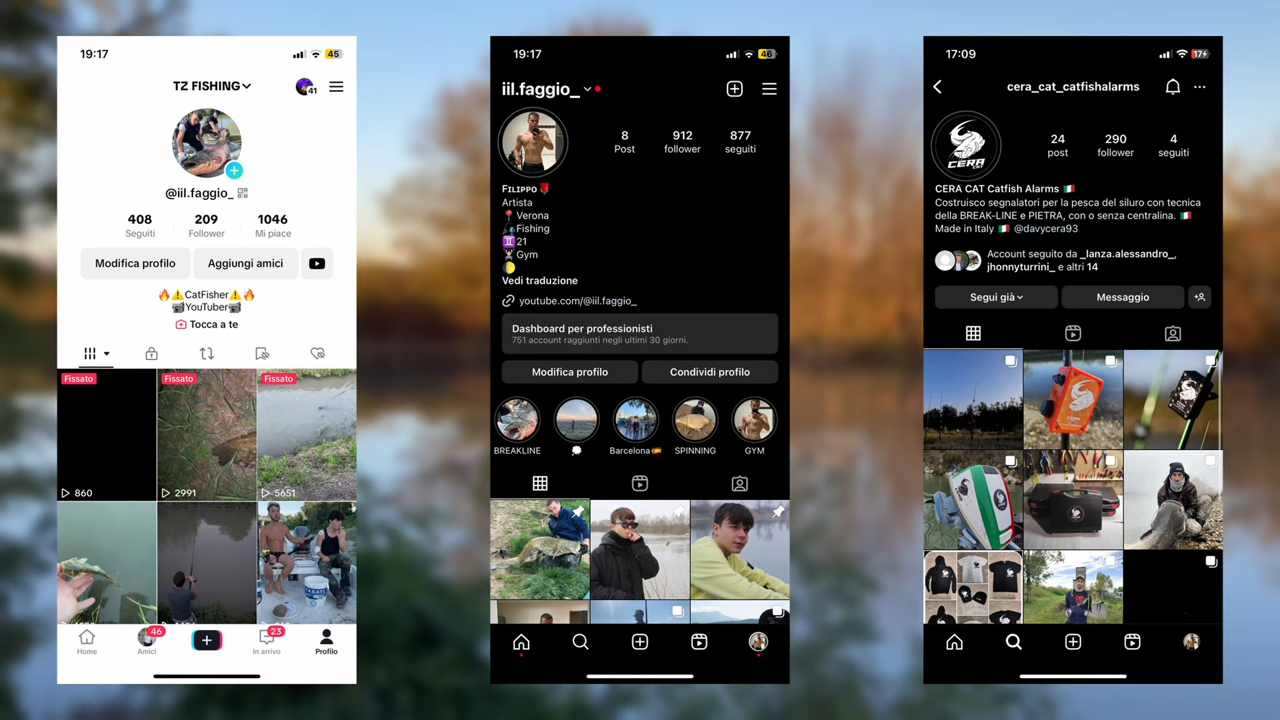 19:17
45
TZ FISHING
41
@iil.faggio_
408
209
1046
Seguiti
Follower
Mi piace
Modifica profilo
Aggiungi amici
🔥⚠️CatFisher⚠️🔥
📹YouTuber📹
Tocca a te
Fissato
Fissato
Fissato
860
2991
5651
46
23
Home
Amici
In arrivo
Profilo
19:17
46
iil.faggio_
8
912
877
Post
follower
seguiti
Fɪʟɪᴘᴘᴏ🌹
Artista
📍Verona
🎣Fishing
♊21
🏋Gym
🌓
Vedi traduzione
youtube.com/@iil.faggio_
Dashboard per professionisti
751 account raggiunti negli ultimi 30 giorni.
Modifica profilo
Condividi profilo
BREAKLINE
💭
Barcelona🇪🇸
SPINNING
GYM
17:09
17
cera_cat_catfishalarms
CERA
24
290
4
post
follower
seguiti
CERA CAT Catfish Alarms 🇮🇹
Costruisco segnalatori per la pesca del siluro con tecnica
della BREAK-LINE e PIETRA, con o senza centralina. 🇮🇹
Made in Italy 🇮🇹 @davycera93
Account seguito da _lanza.alessandro_,
jhonnyturrini_ e altri 14
Segui già
Messaggio